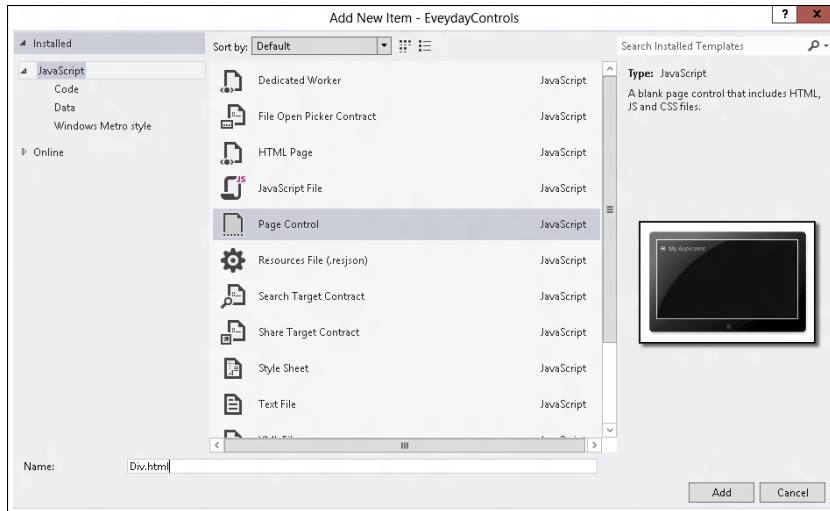 Add New Item - EveydayControls
? x
Installed
Sort by: Default
Search Installed Templates
JavaScript
Code
Data
Windows Metro style
Online
Dedicated Worker JavaScript
File Open Picker Contract JavaScript
HTML Page JavaScript
JS JavaScript File JavaScript
Page Control JavaScript
Resources File (.resjson) JavaScript
Search Target Contract JavaScript
Share Target Contract JavaScript
Style Sheet JavaScript
Text File JavaScript
Type: JavaScript
A blank page control that includes HTML,
JS and CSS files.
My Application
Name: Div.html
Add Cancel